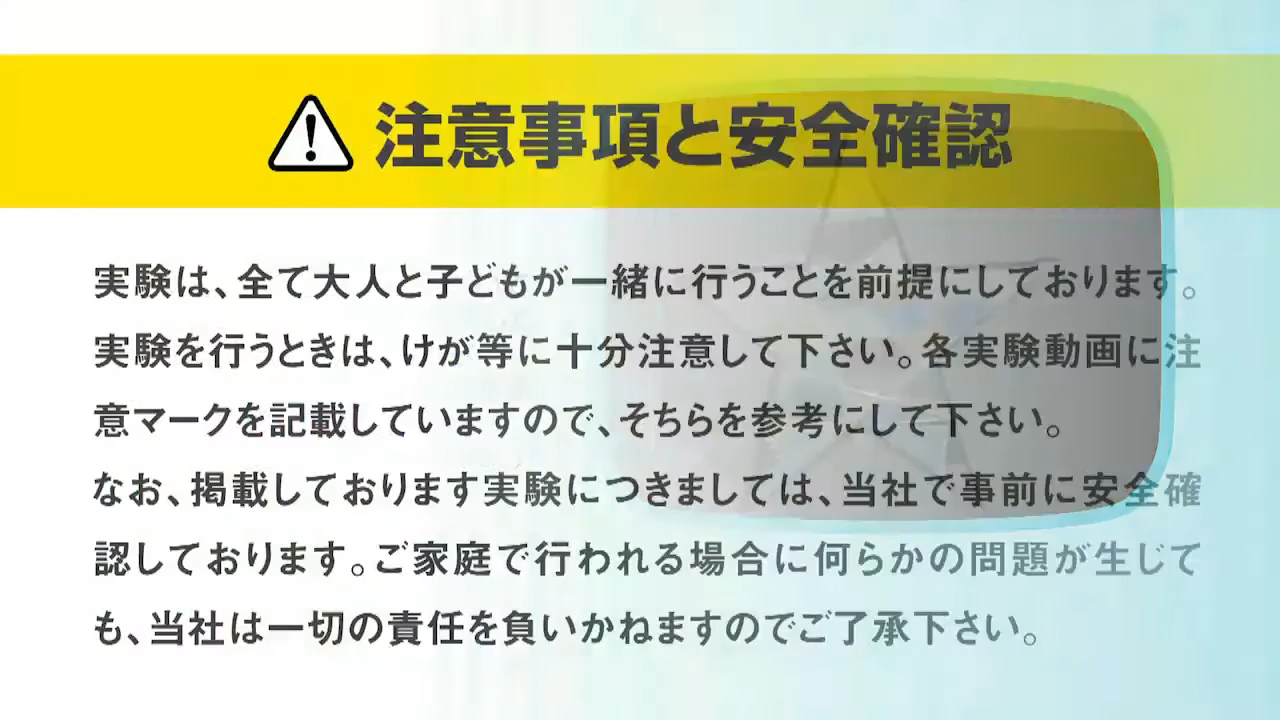 注意事項と安全確認
実験は、全て大人と子どもが一緒に行うことを前提にしております。
実験を行うときは、けが等に十分注意して下さい。各実験動画に注
意マークを記載していますので、そちらを参考にして下さい。
なお、掲載しております実験につきましては、当社で事前に安全確
認しております。ご家庭で行われる場合に何らかの問題が生じて
も、当社は一切の責任を負いかねますのでご了承下さい。